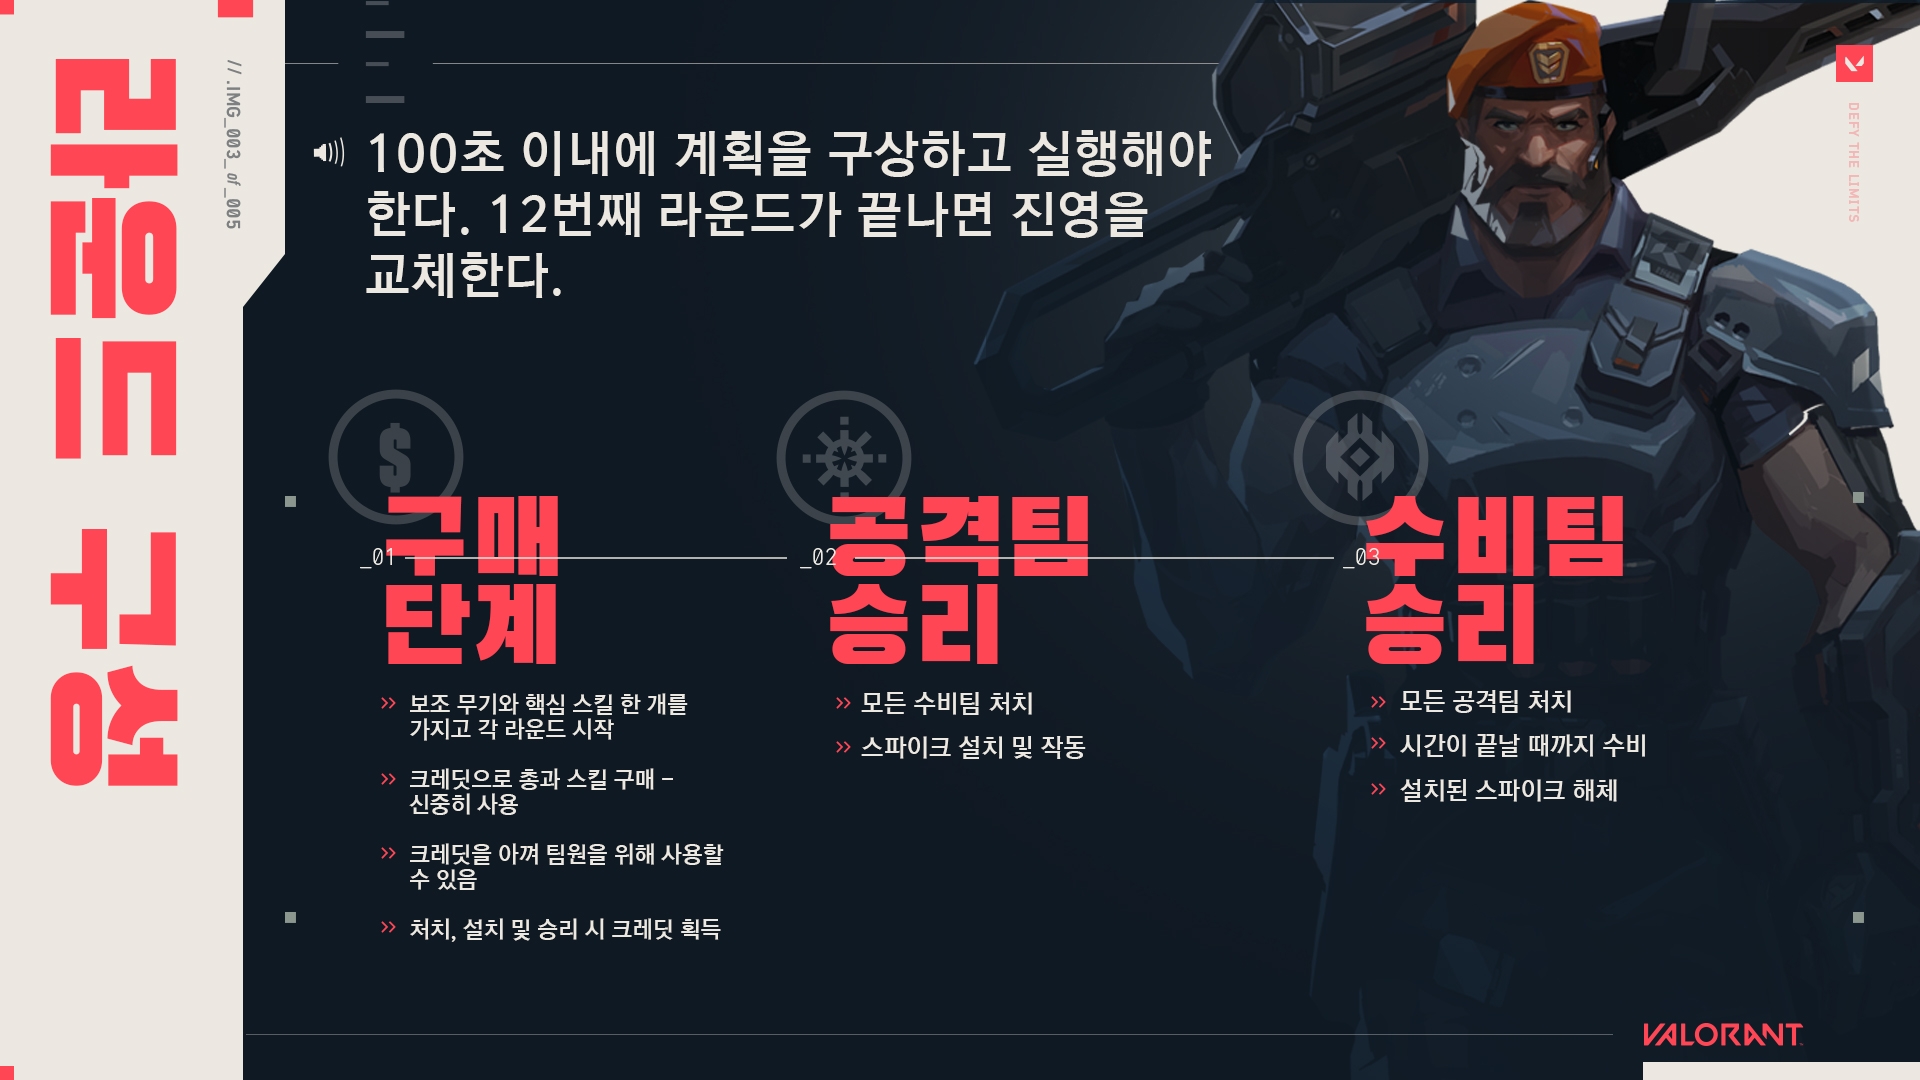 라운드 구성
// .IMG_003_of_005
DEFY THE LIMITS
100초 이내에 계획을 구상하고 실행해야
한다. 12번째 라운드가 끝나면 진영을
교체한다.
$
_01
구매
단계
보조 무기와 핵심 스킬 한 개를
가지고 각 라운드 시작
크레딧으로 총과 스킬 구매 –
신중히 사용
크레딧을 아껴 팀원을 위해 사용할
수 있음
처치, 설치 및 승리 시 크레딧 획득
_02
공격팀
승리
모든 수비팀 처치
스파이크 설치 및 작동
_03
수비팀
승리
모든 공격팀 처치
시간이 끝날 때까지 수비
설치된 스파이크 해체
VALORANT